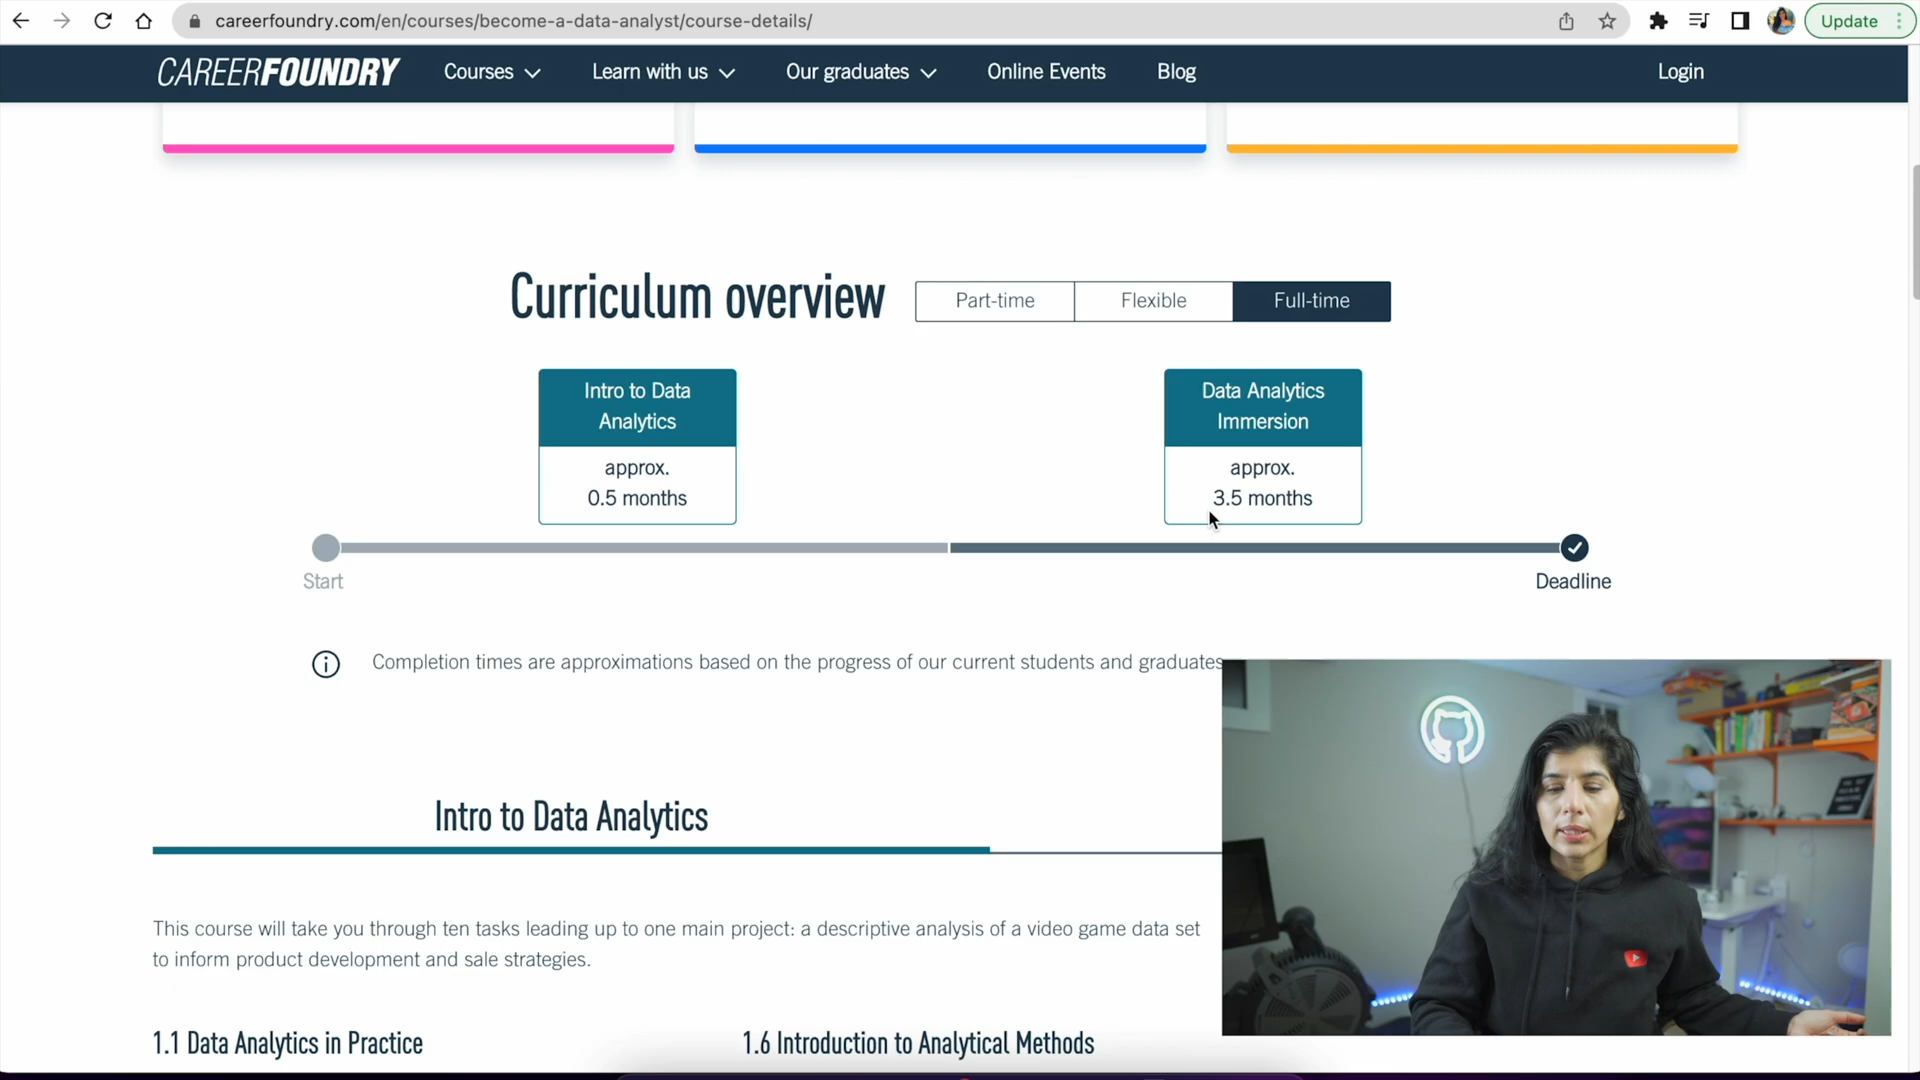 careerfoundry.com/en/courses/become-a-data-analyst/course-details/
Update
CAREERFOUNDRY
Courses
Learn with us
Our graduates
Online Events
Blog
Login
Curriculum overview
Part-time
Flexible
Full-time
Intro to Data
Analytics
approx.
0.5 months
Data Analytics
Immersion
approx.
3.5 months
Start
Deadline
Completion times are approximations based on the progress of our current students and graduates
Intro to Data Analytics
This course will take you through ten tasks leading up to one main project: a descriptive analysis of a video game data set
to inform product development and sale strategies.
1.1 Data Analytics in Practice
1.6 Introduction to Analytical Methods